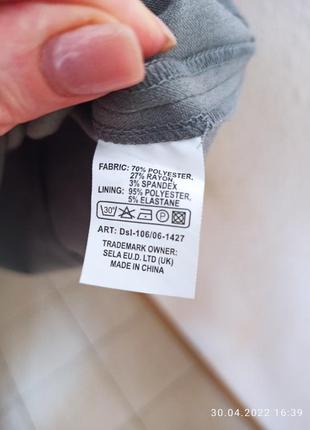 FABRIC: 70% POLYESTER,
27% RAYON,
3% SPANDEX
LINING: 95% POLYESTER,
5% ELASTANE
30°
P
ART: Dsl-106/06-1427
TRADEMARK OWNER:
SELA EU.D. LTD (UK)
MADE IN CHINA
30.04.2022 16:39